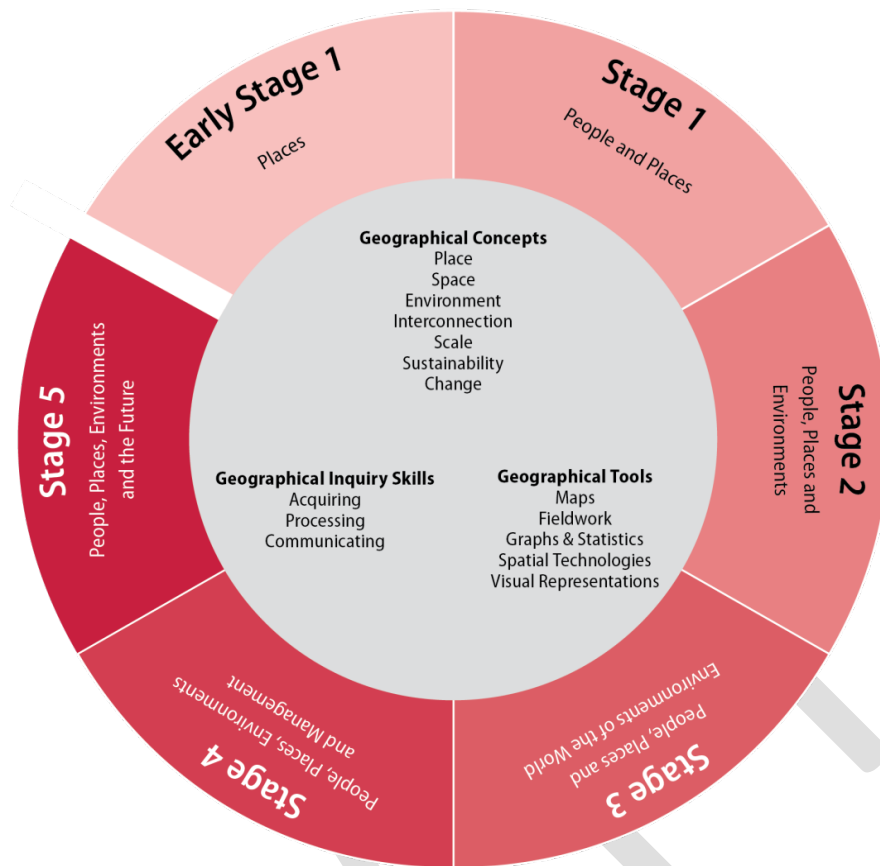 Early Stage 1
Places
Stage 1
People and Places
Stage 2
People, Places and
Environments
Stage 3
People, Places and
Environments of the World
Stage 4
People, Places, Environments
and Management
Stage 5
People, Places, Environments
and the Future
Geographical Concepts
Place
Space
Environment
Interconnection
Scale
Sustainability
Change
Geographical Inquiry Skills
Acquiring
Processing
Communicating
Geographical Tools
Maps
Fieldwork
Graphs & Statistics
Spatial Technologies
Visual Representations